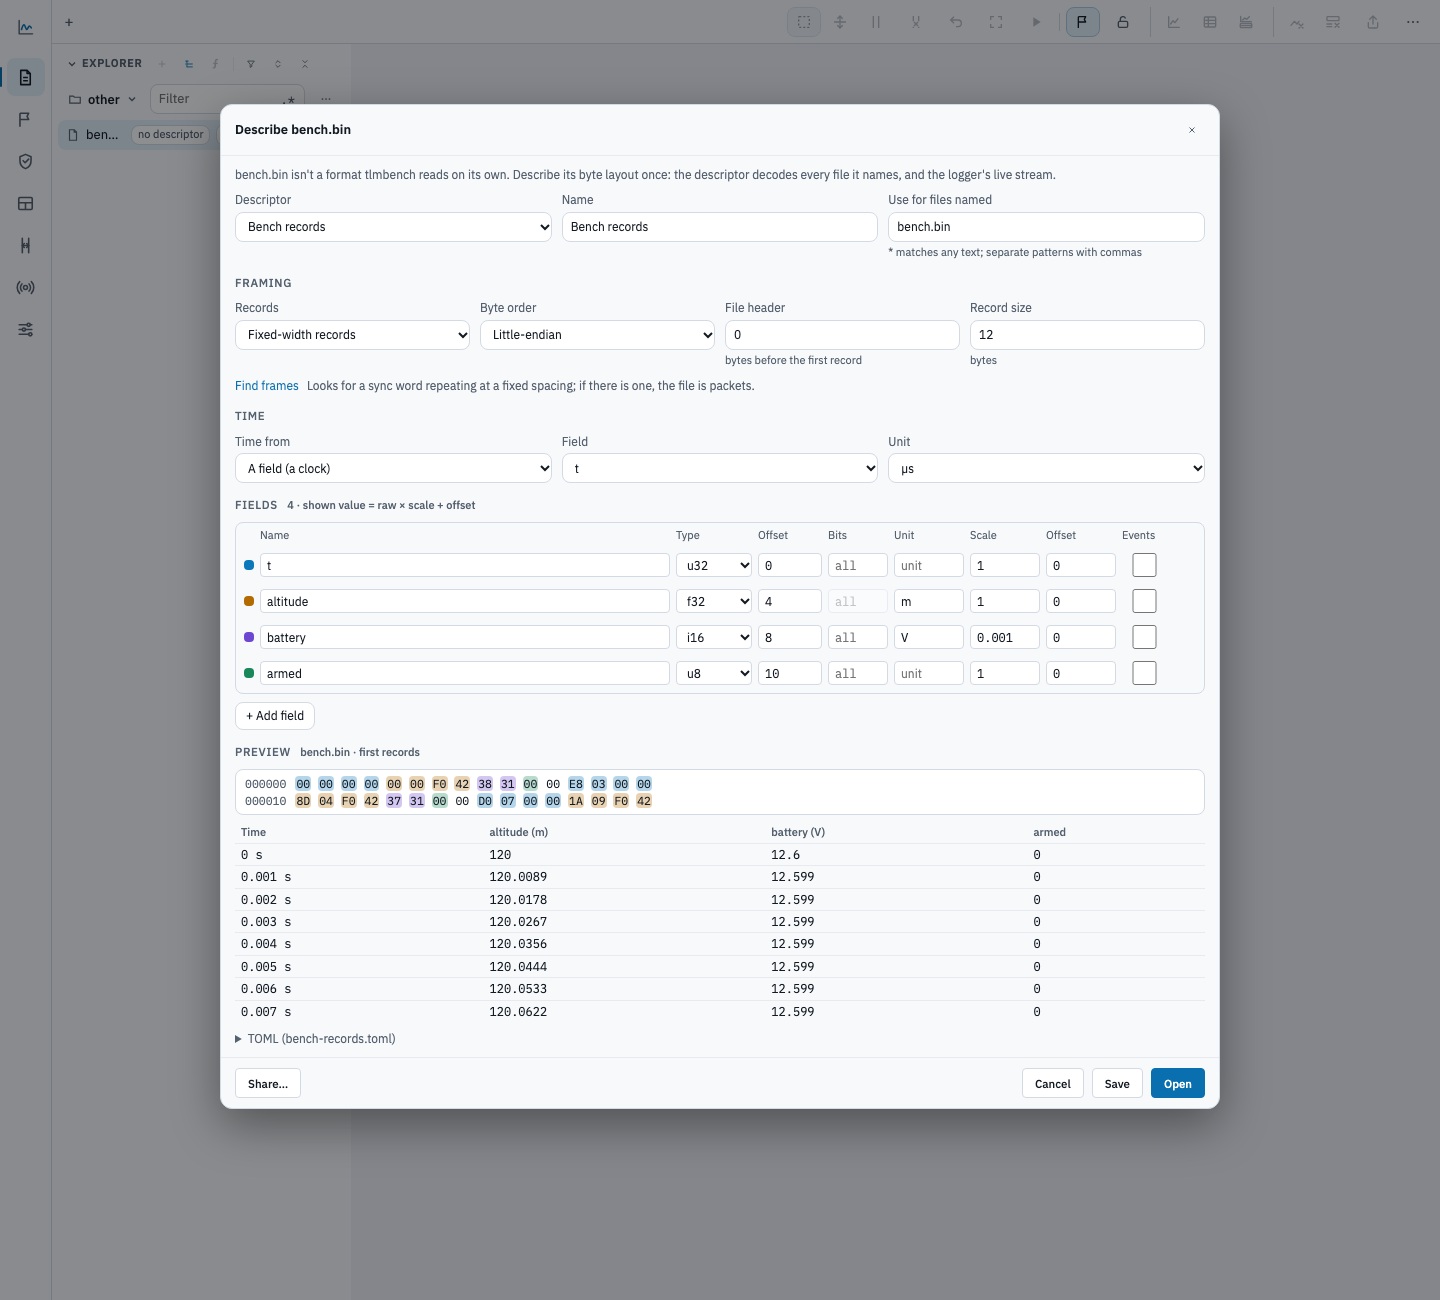 +
EXPLORER
other
Filter
.*
ben...
no descriptor
Describe bench.bin
×
bench.bin isn't a format tlmbench reads on its own. Describe its byte layout once: the descriptor decodes every file it names, and the logger's live stream.
Descriptor Name Use for files named
Bench records Bench records bench.bin
* matches any text; separate patterns with commas
FRAMING
Records Byte order File header Record size
Fixed-width records Little-endian 0 12
bytes before the first record bytes
Find frames Looks for a sync word repeating at a fixed spacing; if there is one, the file is packets.
TIME
Time from Field Unit
A field (a clock) t µs
FIELDS 4 · shown value = raw × scale + offset
Name Type Offset Bits Unit Scale Offset Events
t u32 0 all unit 1 0
altitude f32 4 all m 1 0
battery i16 8 all V 0.001 0
armed u8 10 all unit 1 0
+ Add field
PREVIEW bench.bin · first records
000000 00 00 00 00 00 00 F0 42 38 31 00 00 E8 03 00 00
000010 8D 04 F0 42 37 31 00 00 D0 07 00 00 1A 09 F0 42
Time altitude (m) battery (V) armed
0 s 120 12.6 0
0.001 s 120.0089 12.599 0
0.002 s 120.0178 12.599 0
0.003 s 120.0267 12.599 0
0.004 s 120.0356 12.599 0
0.005 s 120.0444 12.599 0
0.006 s 120.0533 12.599 0
0.007 s 120.0622 12.599 0
TOML (bench-records.toml)
Share... Cancel Save Open